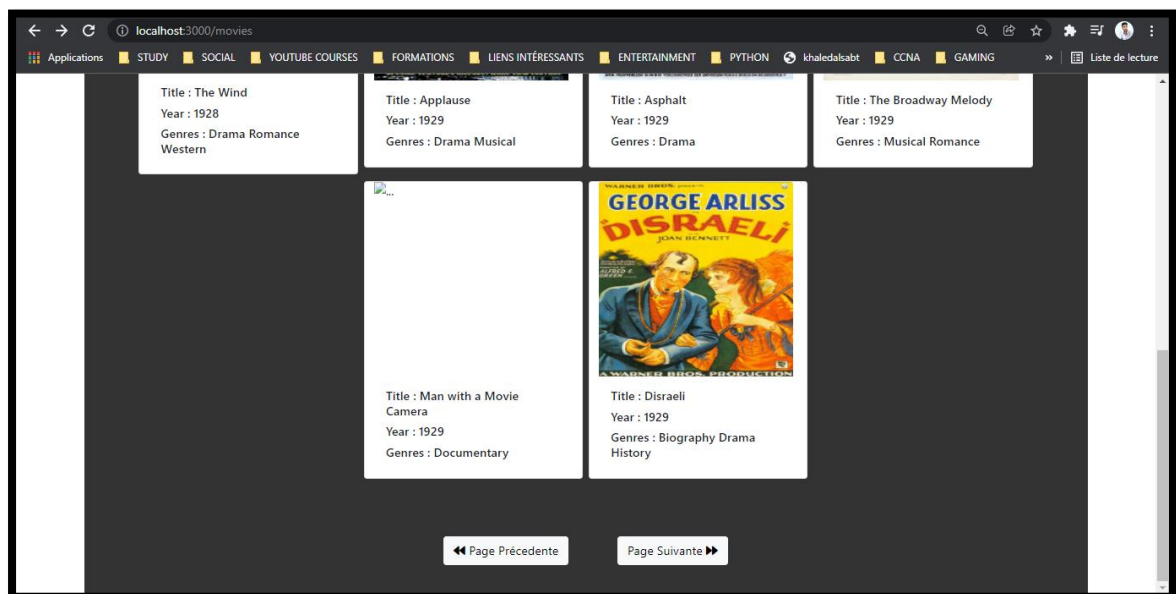 localhost:3000/movies
Applications STUDY SOCIAL YOUTUBE COURSES FORMATIONS LIENS INTÉRESSANTS ENTERTAINMENT PYTHON khaledalsabt CCNA GAMING » Liste de lecture
Title : The Wind
Year : 1928
Genres : Drama Romance
Western
Title : Applause
Year : 1929
Genres : Drama Musical
Title : Asphalt
Year : 1929
Genres : Drama
Title : The Broadway Melody
Year : 1929
Genres : Musical Romance
...
Title : Man with a Movie
Camera
Year : 1929
Genres : Documentary
WARNER BROS.
GEORGE ARLISS
DISRAELI
JOAN BENNETT
ALFRED E.
GREEN
A WARNER BROS. PRODUCTION
Title : Disraeli
Year : 1929
Genres : Biography Drama
History
Page Précedente
Page Suivante